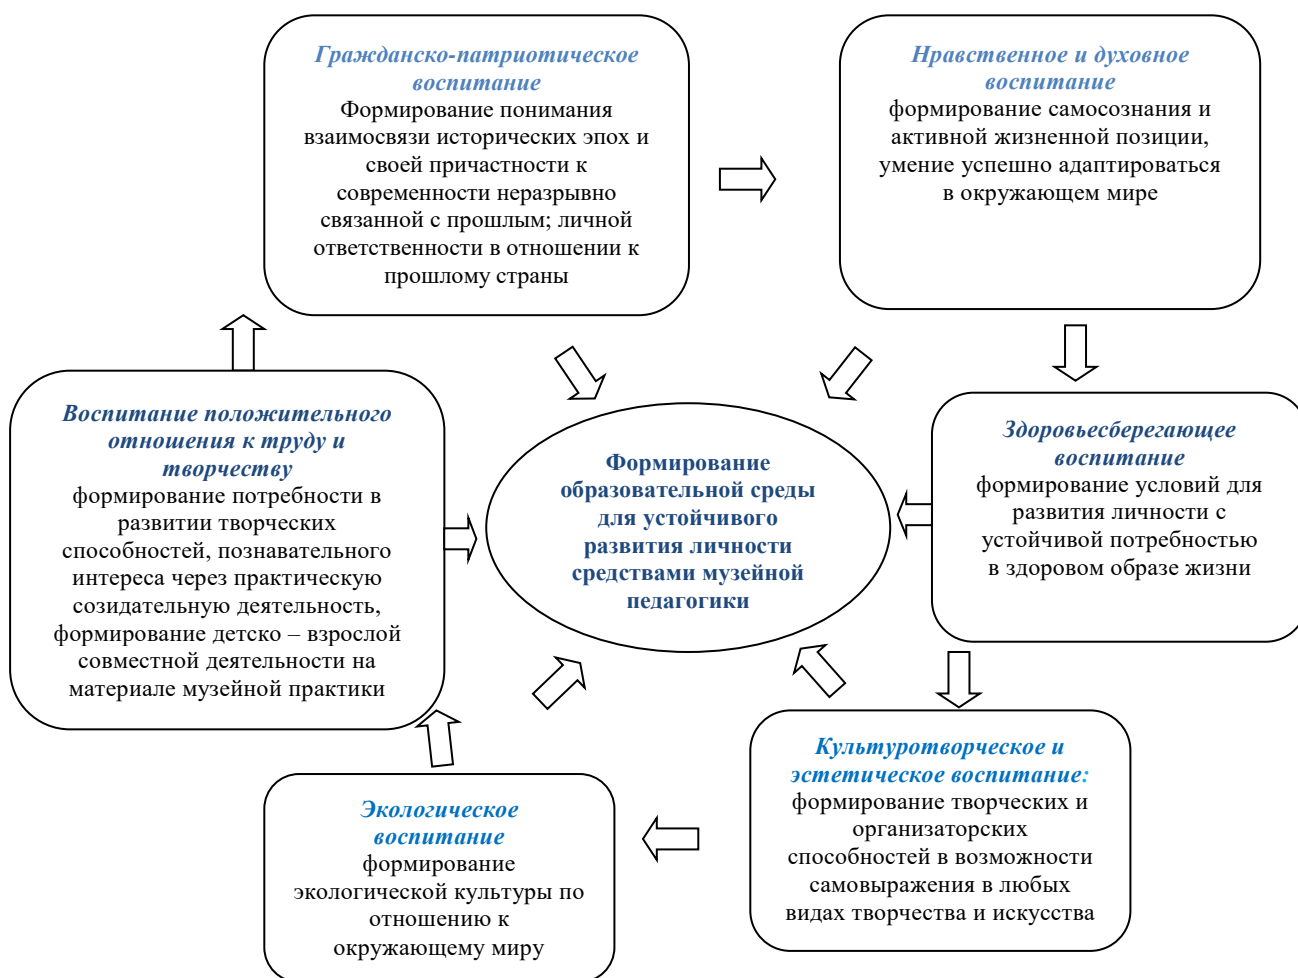 Гражданско-патриотическое
воспитание
Формирование понимания
взаимосвязи исторических эпох и
своей причастности к
современности неразрывно
связанной с прошлым; личной
ответственности в отношении к
прошлому страны
Нравственное и духовное
воспитание
формирование самосознания и
активной жизненной позиции,
умение успешно адаптироваться
в окружающем мире
Воспитание положительного
отношения к труду и
творчеству
формирование потребности в
развитии творческих
способностей, познавательного
интереса через практическую
созидательную деятельность,
формирование детско – взрослой
совместной деятельности на
материале музейной практики
Формирование
образовательной среды
для устойчивого
развития личности
средствами музейной
педагогики
Здоровьесберегающее
воспитание
формирование условий для
развития личности с
устойчивой потребностью
в здоровом образе жизни
Экологическое
воспитание
формирование
экологической культуры по
отношению к
окружающему миру
Культуротворческое и
эстетическое воспитание:
формирование творческих и
организаторских
способностей в возможности
самовыражения в любых
видах творчества и искусства